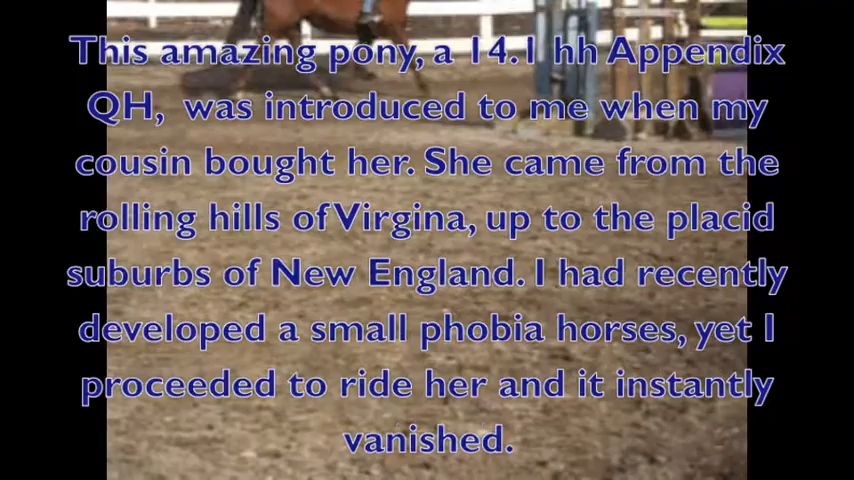 This amazing pony, a 14.1 hh Appendix
QH, was introduced to me when my
cousin bought her. She came from the
rolling hills of Virgina, up to the placid
suburbs of New England. I had recently
developed a small phobia horses, yet I
proceeded to ride her and it instantly
vanished.